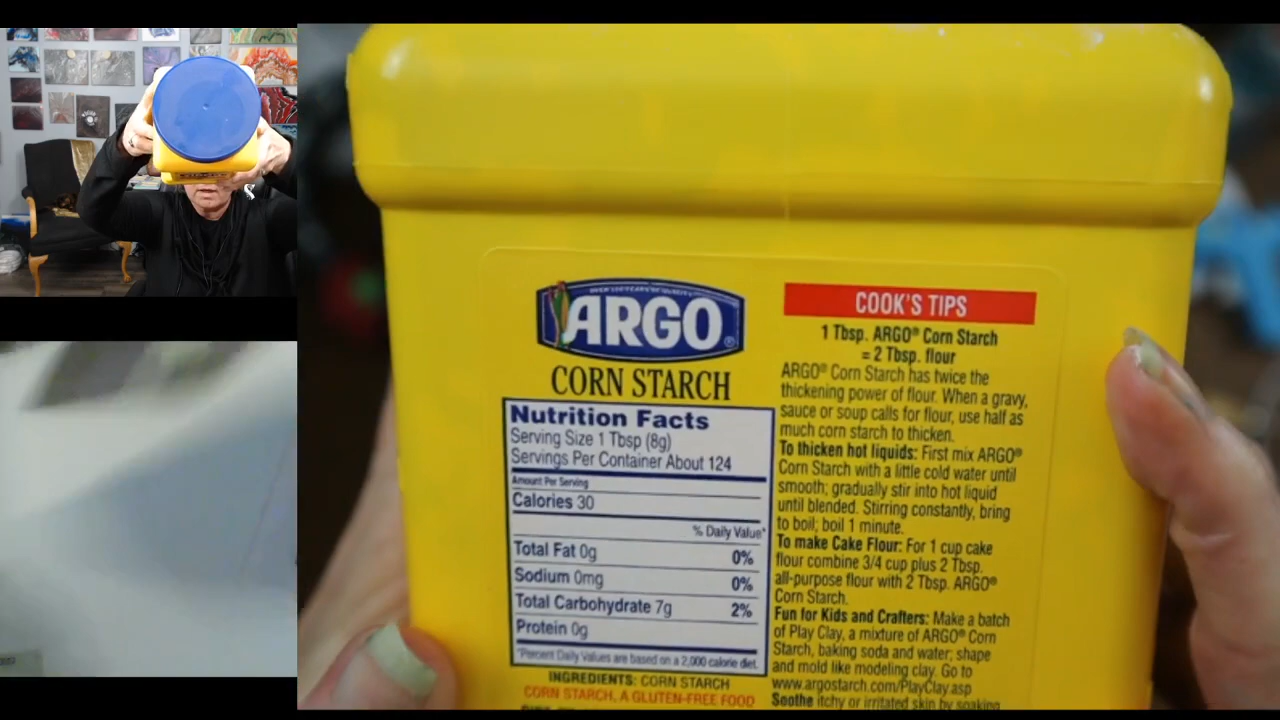 ARGO®
CORN STARCH
Nutrition Facts
Serving Size 1 Tbsp (8g)
Servings Per Container About 124
Amount Per Serving
Calories 30
% Daily Value*
Total Fat 0g 0%
Sodium 0mg 0%
Total Carbohydrate 7g 2%
Protein 0g
*Percent Daily Values are based on a 2,000 calorie diet.
INGREDIENTS: CORN STARCH
CORN STARCH, A GLUTEN-FREE FOOD
COOK'S TIPS
1 Tbsp. ARGO® Corn Starch
= 2 Tbsp. flour
ARGO® Corn Starch has twice the
thickening power of flour. When a gravy,
sauce or soup calls for flour, use half as
much corn starch to thicken.
To thicken hot liquids: First mix ARGO®
Corn Starch with a little cold water until
smooth; gradually stir into hot liquid
until blended. Stirring constantly, bring
to boil; boil 1 minute.
To make Cake Flour: For 1 cup cake
flour combine 3/4 cup plus 2 Tbsp.
all-purpose flour with 2 Tbsp. ARGO®
Corn Starch.
Fun for Kids and Crafters: Make a batch
of Play Clay, a mixture of ARGO® Corn
Starch, baking soda and water; shape
and mold like modeling clay. Go to
www.argostarch.com/PlayClay.asp
Soothe itchy or irritated skin by soaking